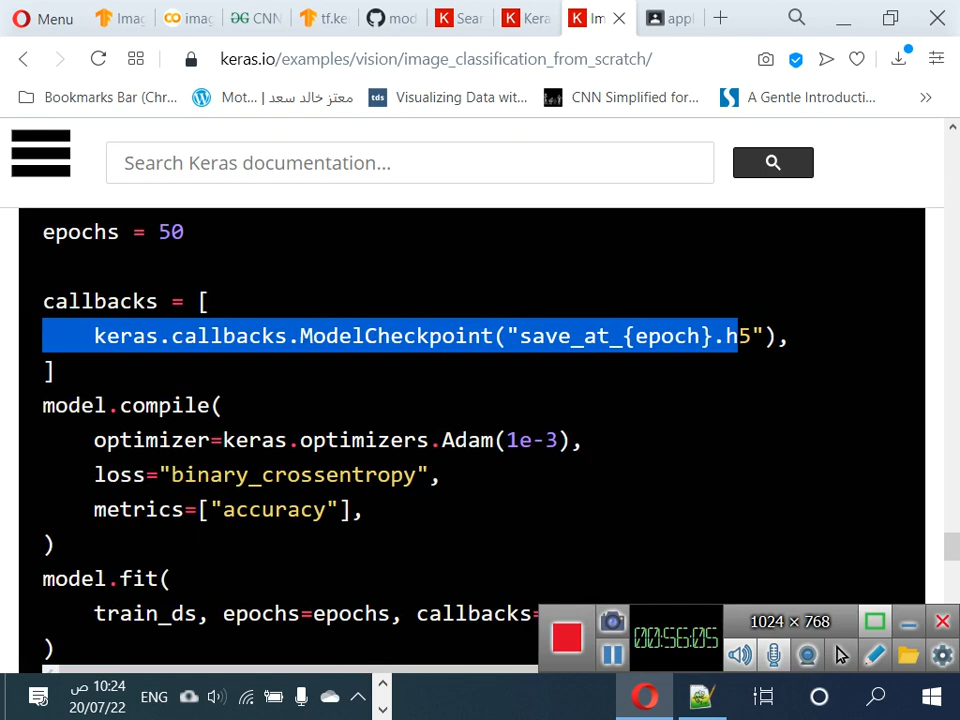 Menu Imag imag CNN tf.ke mod Sear Kera Im appl
keras.io/examples/vision/image_classification_from_scratch/
Bookmarks Bar (Chr... Mot... | معتز خالد سعد tds Visualizing Data wit... CNN Simplified for... A Gentle Introducti...
Search Keras documentation...
epochs = 50
callbacks = [
keras.callbacks.ModelCheckpoint("save_at_{epoch}.h5"),
]
model.compile(
optimizer=keras.optimizers.Adam(1e-3),
loss="binary_crossentropy",
metrics=["accuracy"],
)
model.fit(
train_ds, epochs=epochs, callbacks=
)
00:56:05
1024 × 768
10:24 ص
ENG
20/07/22